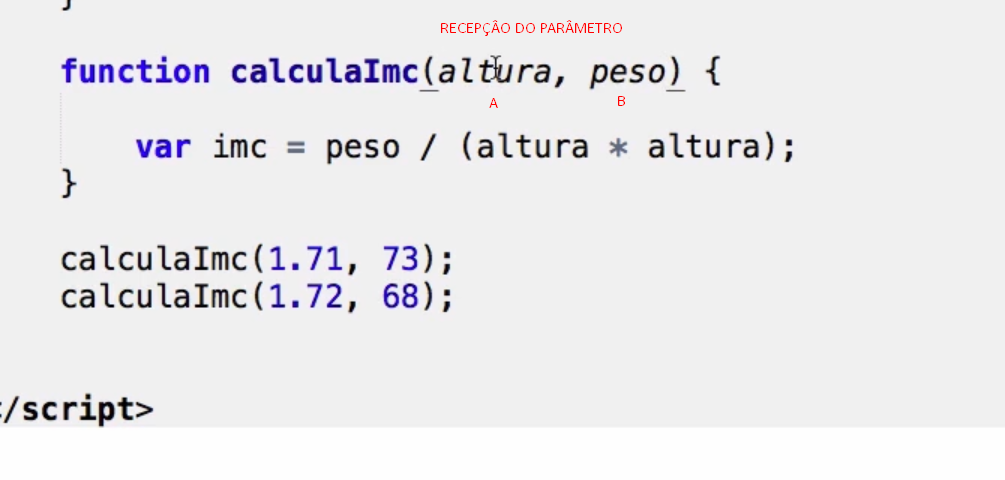 }
RECEPÇÂO DO PARÂMETRO
function calculaImc(altura, peso) {
A B
var imc = peso / (altura * altura);
}
calculaImc(1.71, 73);
calculaImc(1.72, 68);
</script>